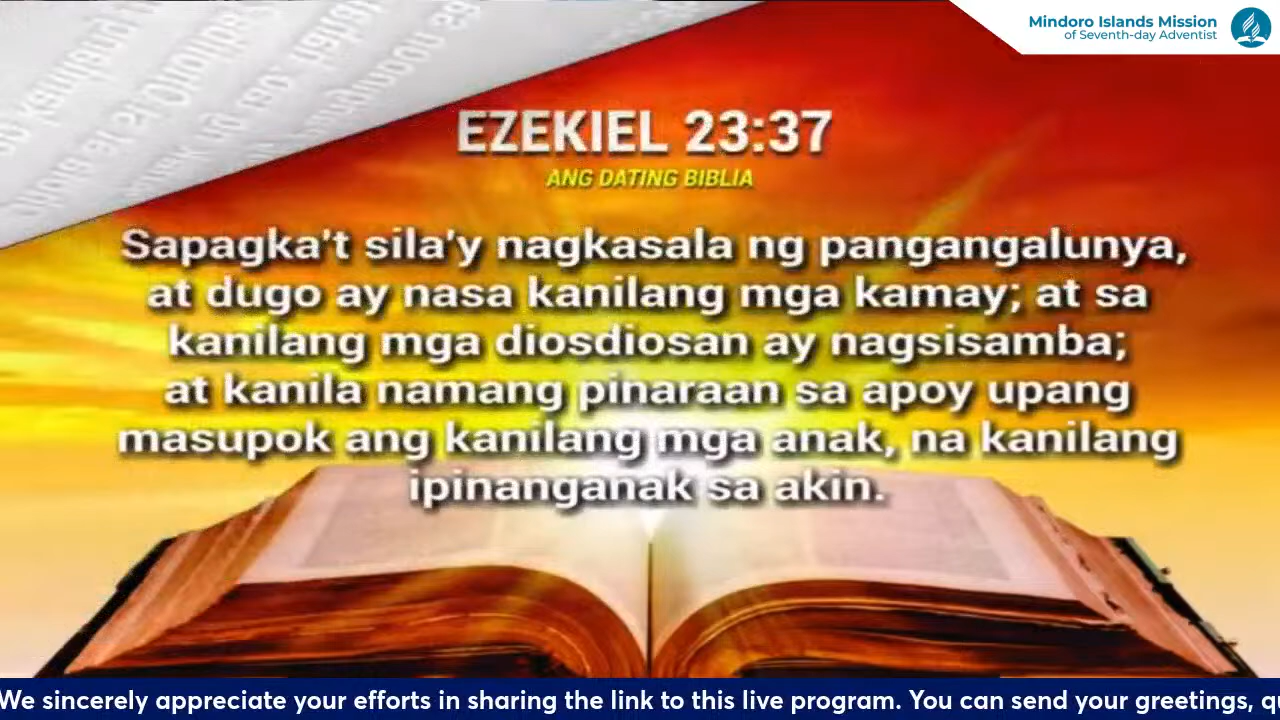 Mindoro Islands Mission
of Seventh-day Adventist
EZEKIEL 23:37
ANG DATING BIBLIA
Sapagka't sila'y nagkasala ng pangangalunya,
at dugo ay nasa kanilang mga kamay; at sa
kanilang mga diosdiosan ay nagsisamba;
at kanila namang pinaraan sa apoy upang
masupok ang kanilang mga anak, na kanilang
ipinanganak sa akin.
We sincerely appreciate your efforts in sharing the link to this live program. You can send your greetings,